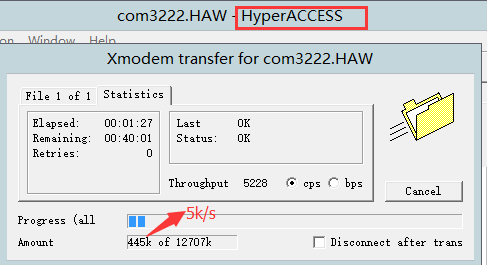 com3222.HAW - HyperACCESS
on Window Help
Xmodem transfer for com3222.HAW
File 1 of 1 Statistics
Elapsed: 00:01:27
Remaining: 00:40:01
Retries: 0
Last OK
Status: OK
Throughput 5228 cps bps
Cancel
5k/s
Progress (all
Amount 445k of 12707k
Disconnect after trans